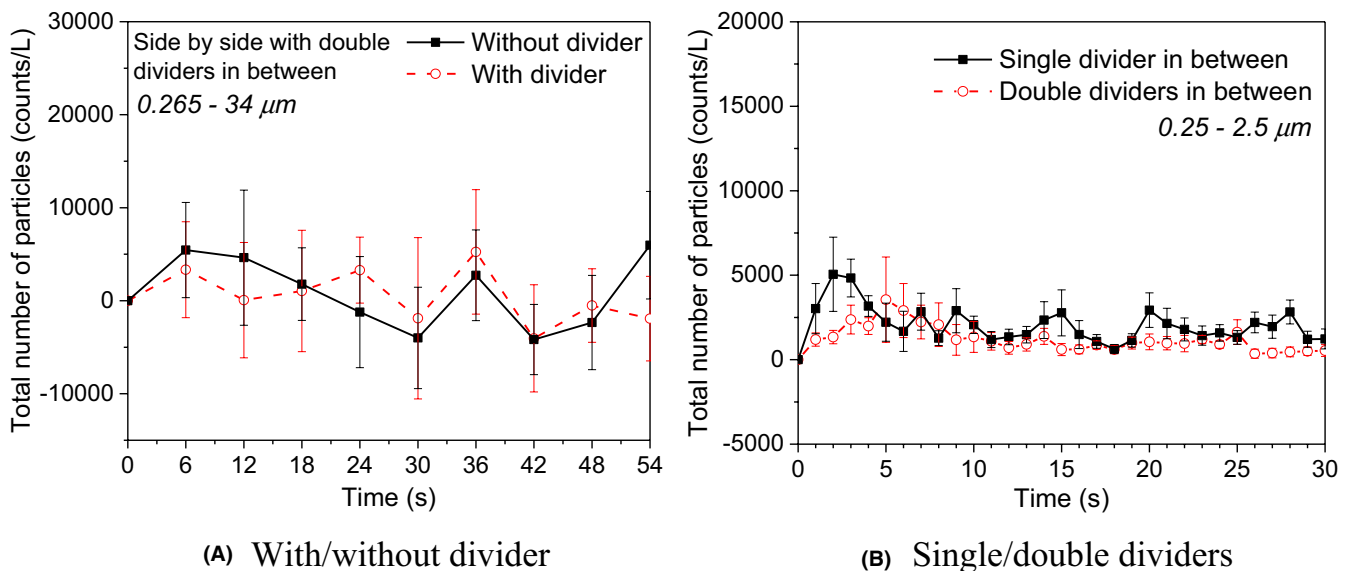 30000
20000
10000
0
-10000
Total number of particles (counts/L)
Side by side with double
dividers in between
0.265 - 34 μm
Without divider
With divider
0 6 12 18 24 30 36 42 48 54
Time (s)
(A) With/without divider
20000
15000
10000
5000
0
-5000
Total number of particles (counts/L)
Single divider in between
Double dividers in between
0.25 - 2.5 μm
0 5 10 15 20 25 30
Time (s)
(B) Single/double dividers